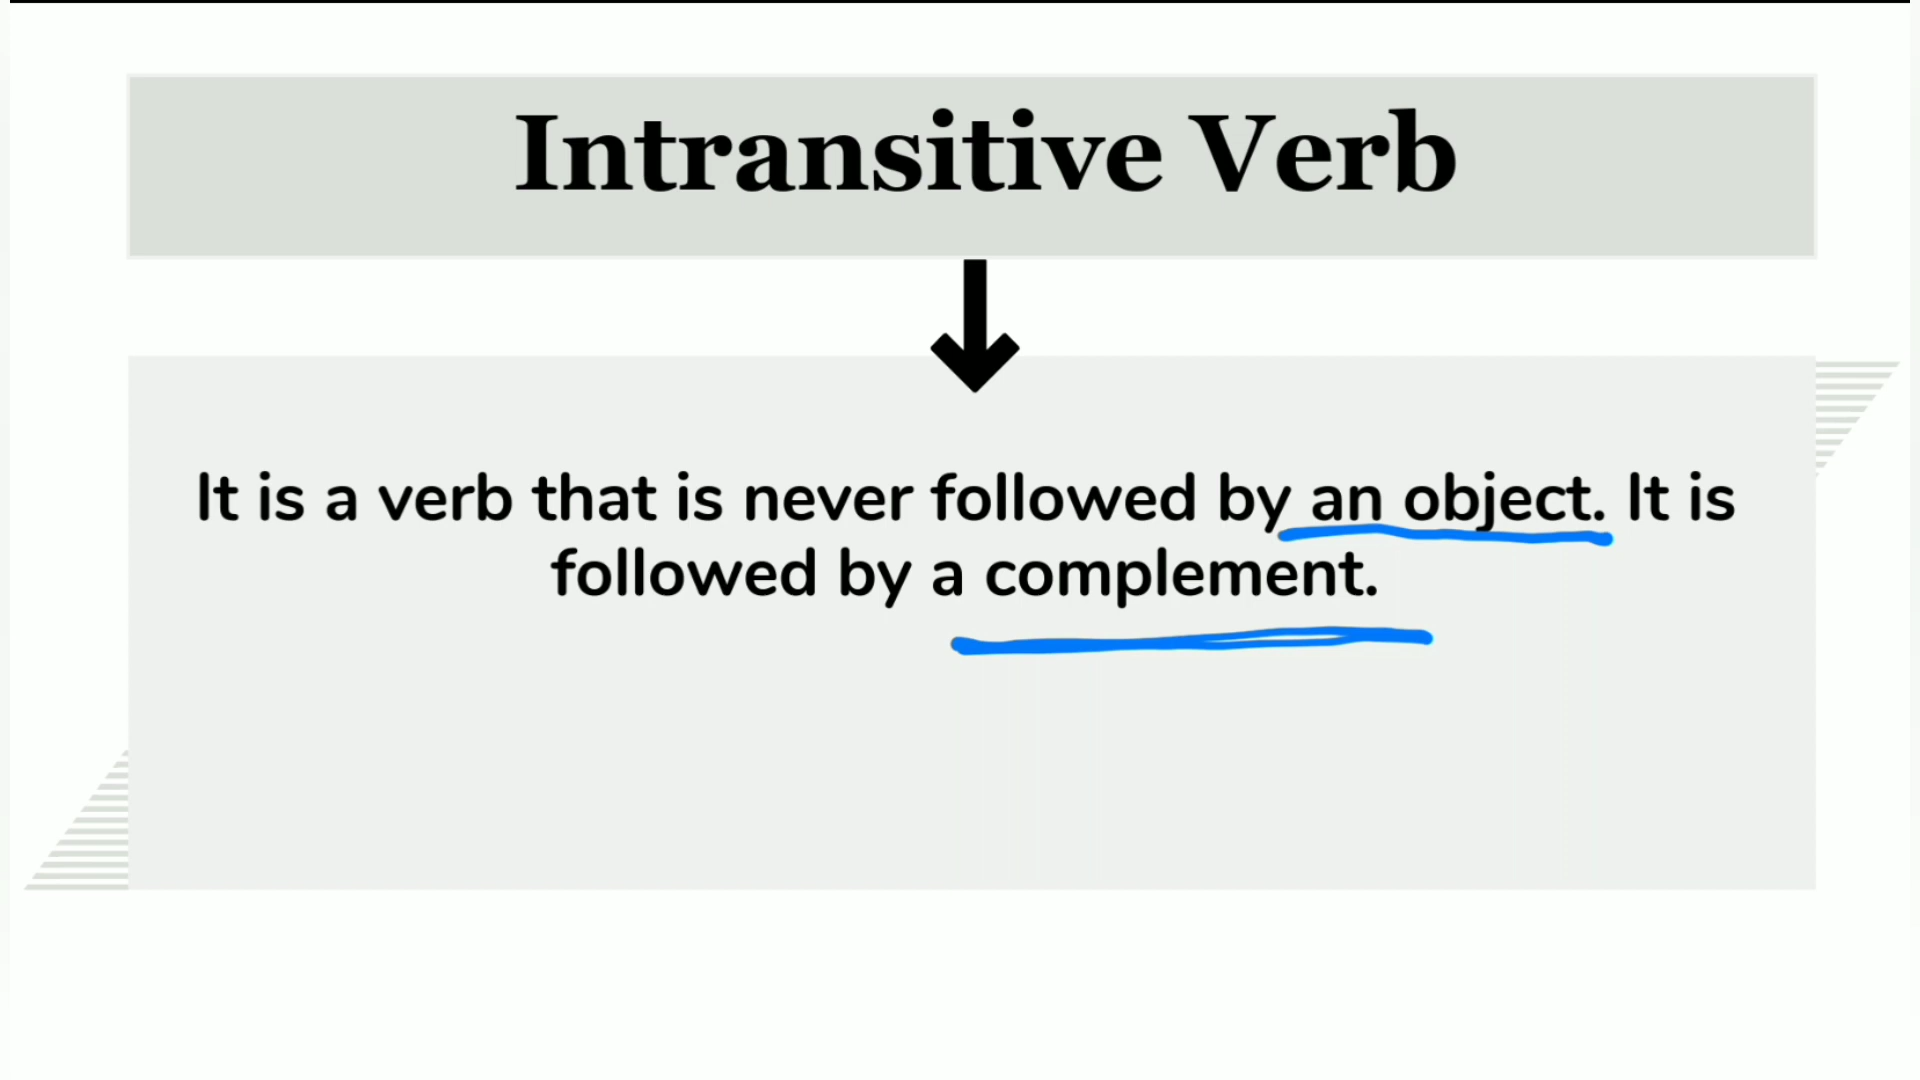 Intransitive Verb
It is a verb that is never followed by an object. It is
followed by a complement.